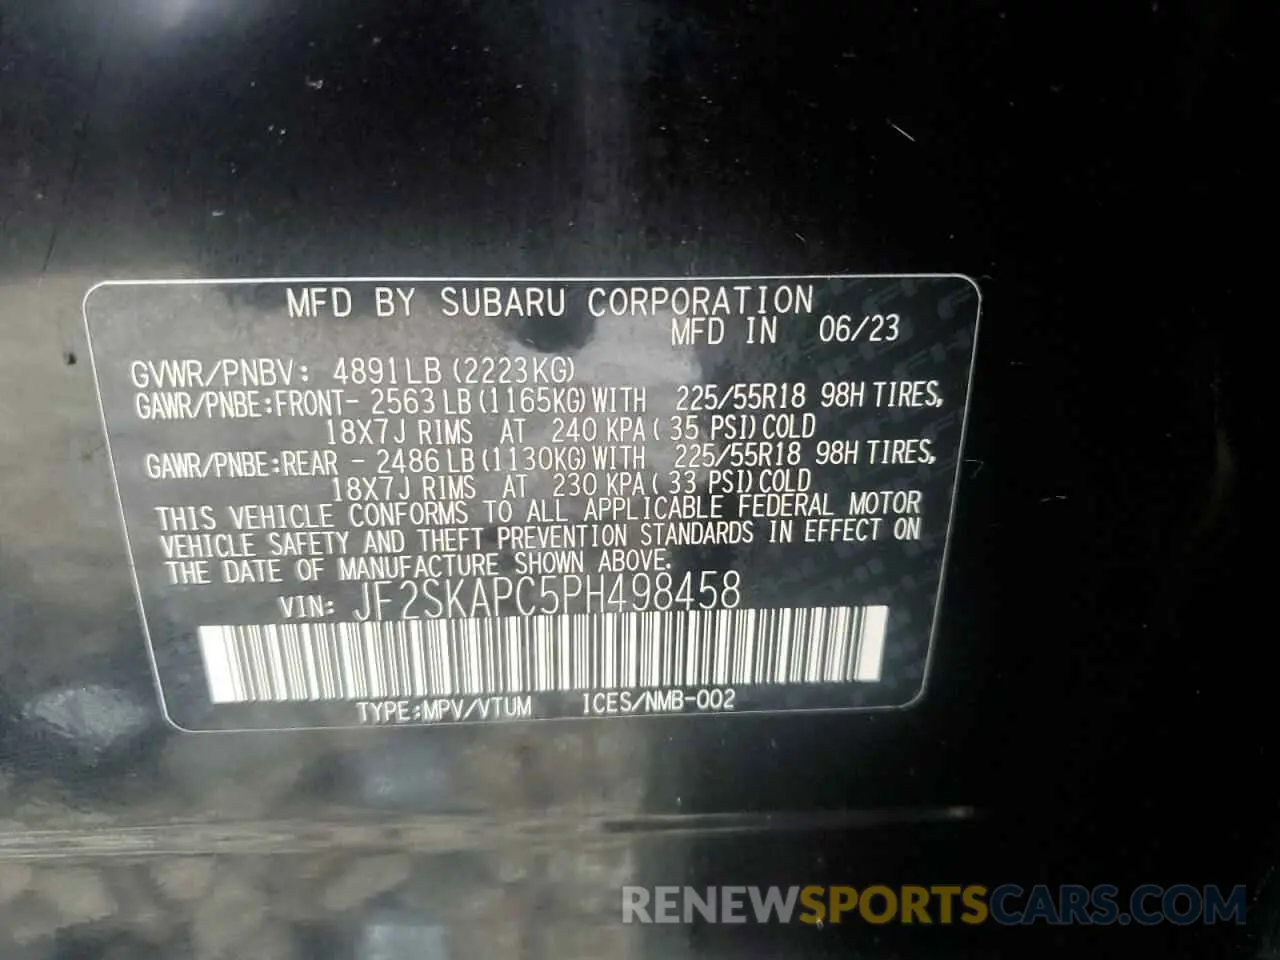 MFD BY SUBARU CORPORATION
MFD IN 06/23
GVWR/PNBV: 4891LB (2223KG)
GAWR/PNBE:FRONT- 2563 LB (1165KG) WITH 225/55R18 98H TIRES,
18X7J RIMS AT 240 KPA ( 35 PSI) COLD
GAWR/PNBE:REAR - 2486 LB (1130KG) WITH 225/55R18 98H TIRES,
18X7J RIMS AT 230 KPA ( 33 PSI) COLD
THIS VEHICLE CONFORMS TO ALL APPLICABLE FEDERAL MOTOR
VEHICLE SAFETY AND THEFT PREVENTION STANDARDS IN EFFECT ON
THE DATE OF MANUFACTURE SHOWN ABOVE.
VIN: JF2SKAPC5PH498458
TYPE:MPV/VTUM ICES/NMB-002
RENEWSPORTSCARS.COM